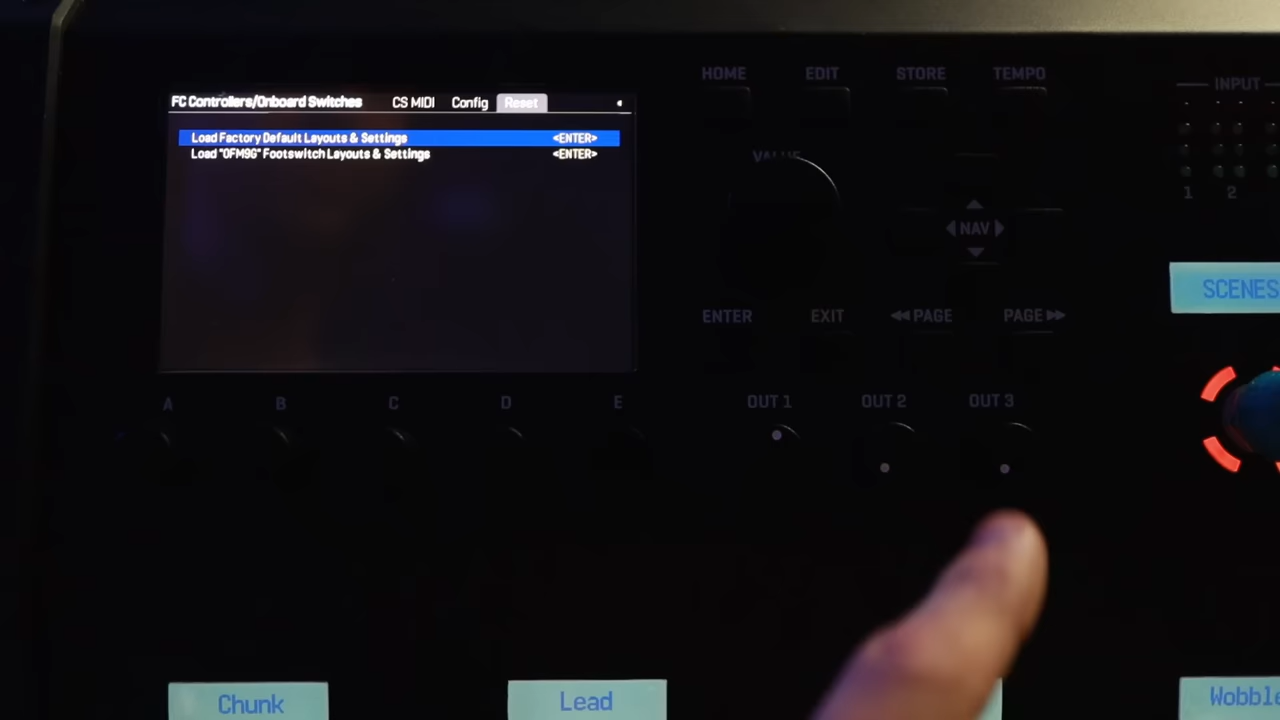 HOME EDIT STORE TEMPO
INPUT
FC Controllers/Onboard Switches CS MIDI Config Reset
Load Factory Default Layouts & Settings <ENTER>
Load "OFM9G" Footswitch Layouts & Settings <ENTER>
VALUE
1 2
NAV
SCENES
ENTER EXIT PAGE PAGE
A B C D E
OUT 1 OUT 2 OUT 3
Chunk Lead Wobble